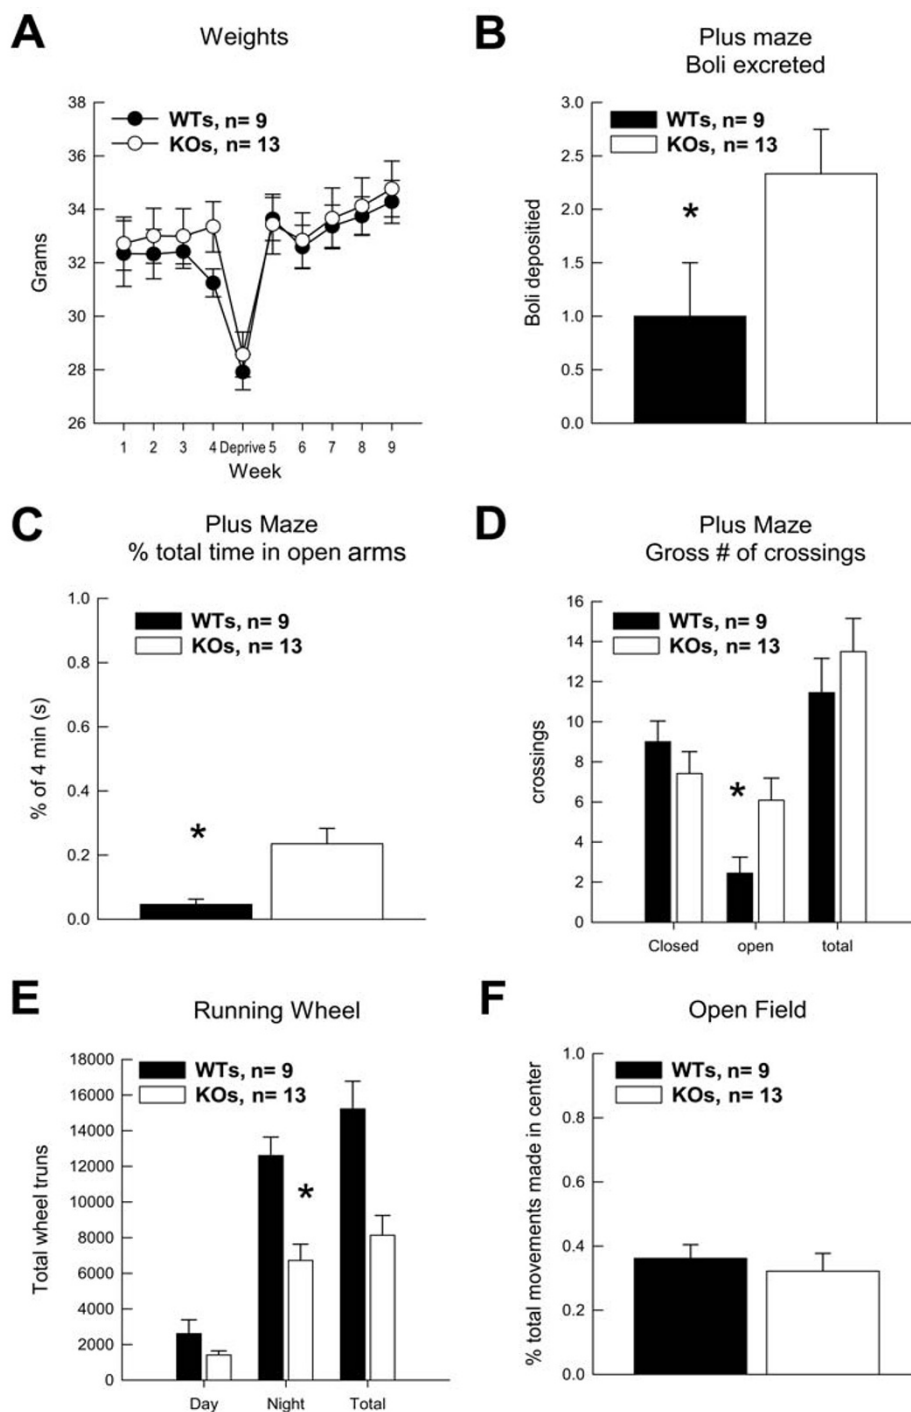 A
Weights
38
36
34
32
30
28
26
Grams
WTs, n= 9
KOs, n= 13
1 2 3 4 Deprive 5 6 7 8 9
Week
B
Plus maze
Boli excreted
3.0
2.5
2.0
1.5
1.0
0.5
0.0
Boli depositied
WTs, n= 9
KOs, n= 13
*
C
Plus Maze
% total time in open arms
1.0
0.8
0.6
0.4
0.2
0.0
% of 4 min (s)
WTs, n= 9
KOs, n= 13
*
D
Plus Maze
Gross # of crossings
16
14
12
10
8
6
4
2
0
crossings
WTs, n= 9
KOs, n= 13
*
Closed open total
E
Running Wheel
18000
16000
14000
12000
10000
8000
6000
4000
2000
0
Total wheel truns
WTs, n= 9
KOs, n= 13
*
Day Night Total
F
Open Field
1.0
0.8
0.6
0.4
0.2
0.0
% total movements made in center
WTs, n= 9
KOs, n= 13